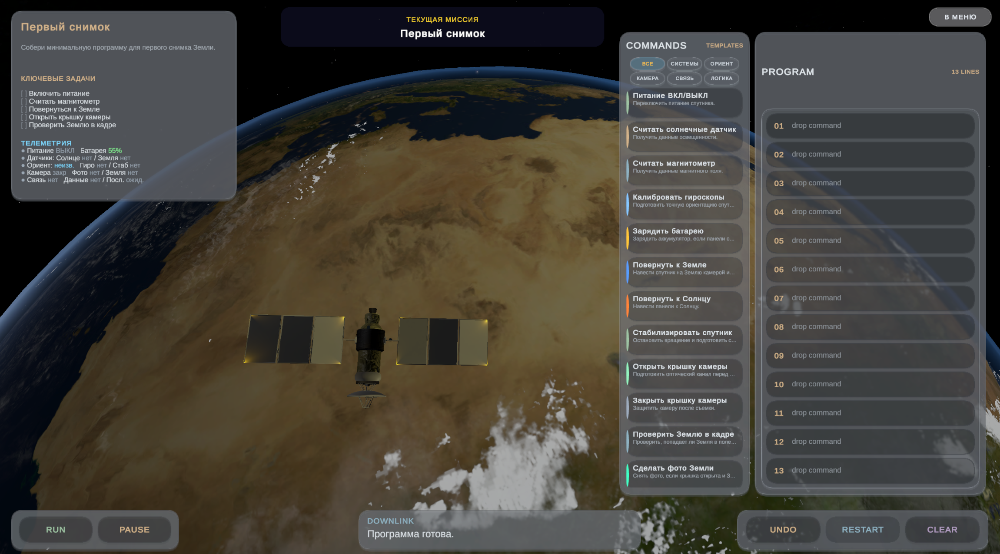 Первый снимок
Собери минимальную программу для первого снимка Земли.
КЛЮЧЕВЫЕ ЗАДАЧИ
[ ] Включить питание
[ ] Считать магнитометр
[ ] Повернуться к Земле
[ ] Открыть крышку камеры
[ ] Проверить Землю в кадре
ТЕЛЕМЕТРИЯ
● Питание ВЫКЛ Батарея 55%
● Датчики: Солнце нет / Земля нет
● Ориент: неизв. Гиро нет / Стаб нет
● Камера закр Фото нет / Земля нет
● Связь нет Данные нет / Посл. ожид.
ТЕКУЩАЯ МИССИЯ
Первый снимок
В МЕНЮ
COMMANDS
TEMPLATES
ВСЕ
СИСТЕМЫ
ОРИЕНТ
КАМЕРА
СВЯЗЬ
ЛОГИКА
Питание ВКЛ/ВЫКЛ
Переключить питание спутника.
Считать солнечные датчик
Получить данные освещенности.
Считать магнитометр
Получить данные магнитного поля.
Калибровать гироскопы
Подготовить точную ориентацию спут...
Зарядить батарею
Зарядить аккумулятор, если панели с...
Повернуть к Земле
Навести спутник на Землю камерой и...
Повернуть к Солнцу
Навести панели к Солнцу.
Стабилизировать спутник
Остановить вращение и подготовить с...
Открыть крышку камеры
Подготовить оптический канал перед ...
Закрыть крышку камеры
Защитить камеру после съемки.
Проверить Землю в кадре
Проверить, попадает ли Земля в поле...
Сделать фото Земли
Снять фото, если крышка открыта и З...
PROGRAM
13 LINES
01 drop command
02 drop command
03 drop command
04 drop command
05 drop command
06 drop command
07 drop command
08 drop command
09 drop command
10 drop command
11 drop command
12 drop command
13 drop command
RUN
PAUSE
DOWNLINK
Программа готова.
UNDO
RESTART
CLEAR